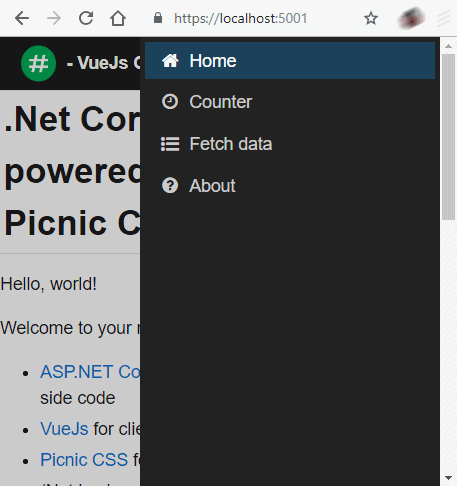 https://localhost:5001
# - VueJs
Home
Counter
Fetch data
About
.Net Cor
powered
Picnic C
Hello, world!
Welcome to your
ASP.NET Co
side code
VueJs for clie
Picnic CSS fo